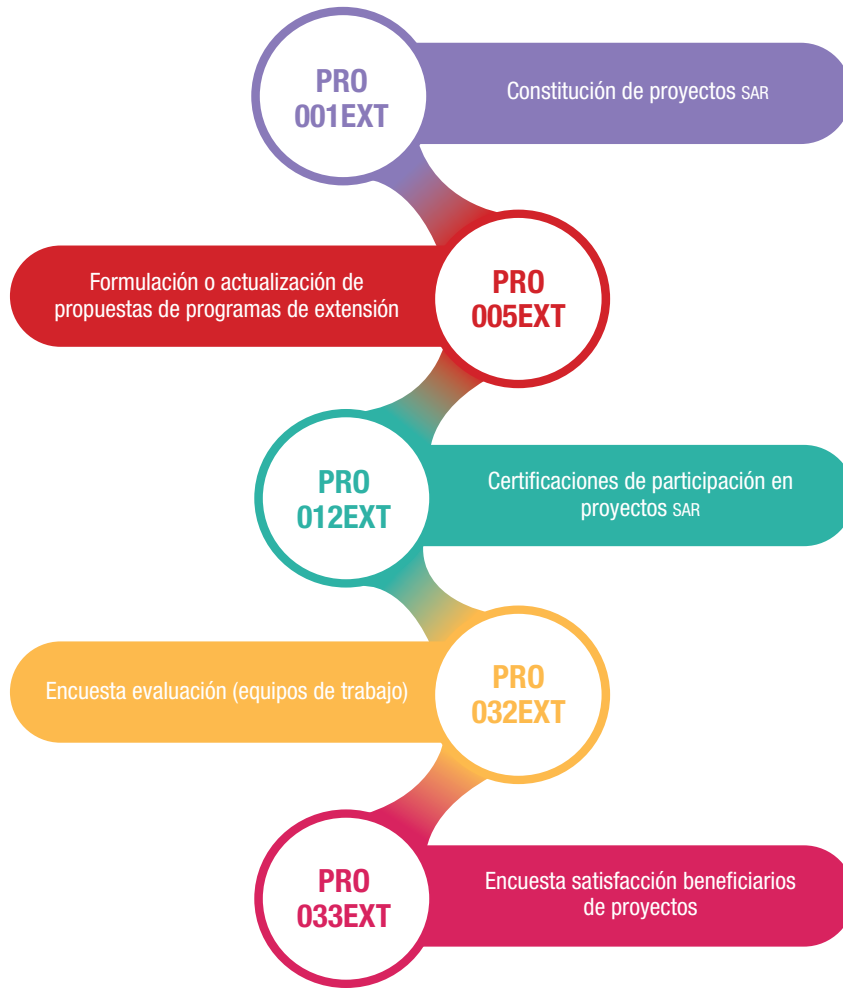 PRO
001EXT
Constitución de proyectos SAR
Formulación o actualización de
propuestas de programas de extensión
PRO
005EXT
PRO
012EXT
Certificaciones de participación en
proyectos SAR
Encuesta evaluación (equipos de trabajo)
PRO
032EXT
PRO
033EXT
Encuesta satisfacción beneficiarios
de proyectos